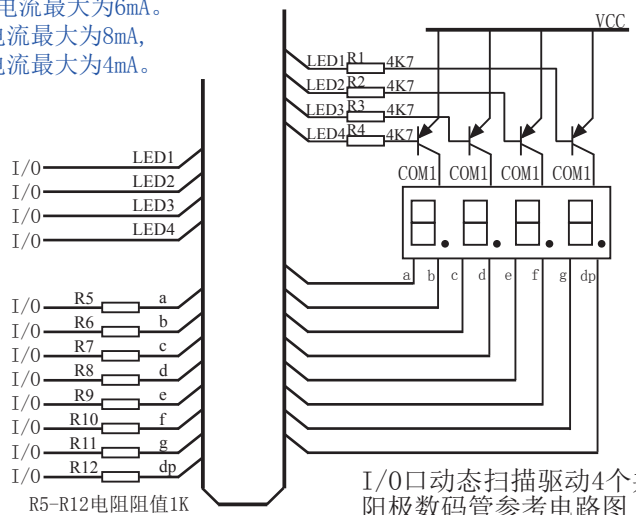 电流最大为6mA。
电流最大为8mA,
电流最大为4mA。
VCC
LED1 R1 4K7
LED2 R2 4K7
LED3 R3 4K7
LED4 R4 4K7
COM1 COM1 COM1 COM1
I/O LED1
I/O LED2
I/O LED3
I/O LED4
a b c d e f g dp
I/O R5 a
I/O R6 b
I/O R7 c
I/O R8 d
I/O R9 e
I/O R10 f
I/O R11 g
I/O R12 dp
R5-R12电阻阻值1K
I/O口动态扫描驱动4个
阳极数码管参考电路图